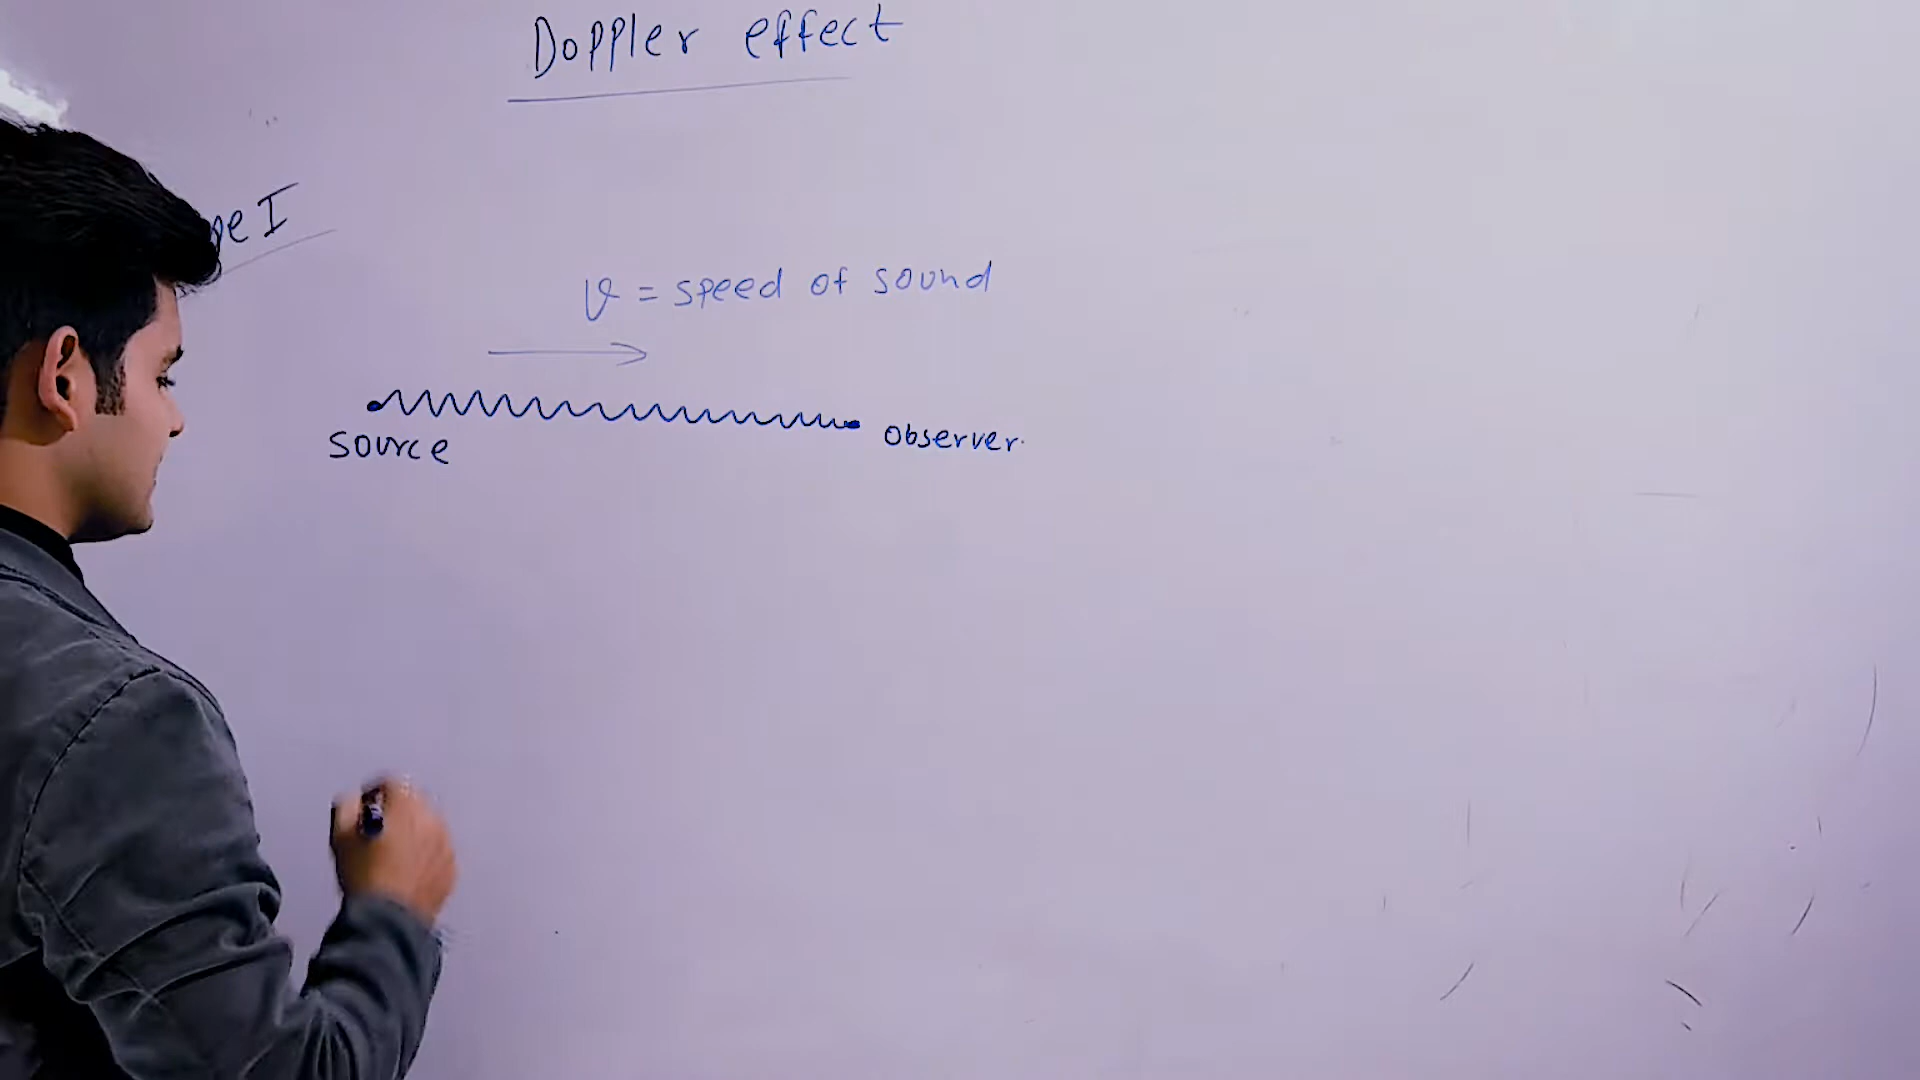 Doppler effect
I
v = speed of sound
source
observer.